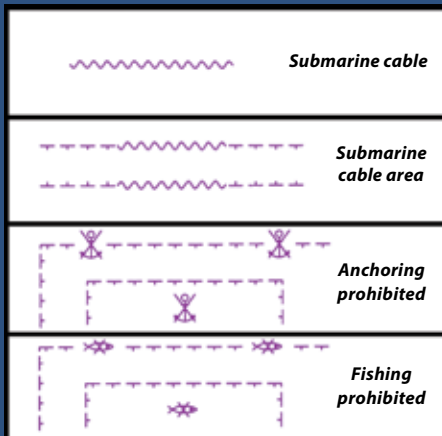 Submarine cable
Submarine
cable area
Anchoring
prohibited
Fishing
prohibited